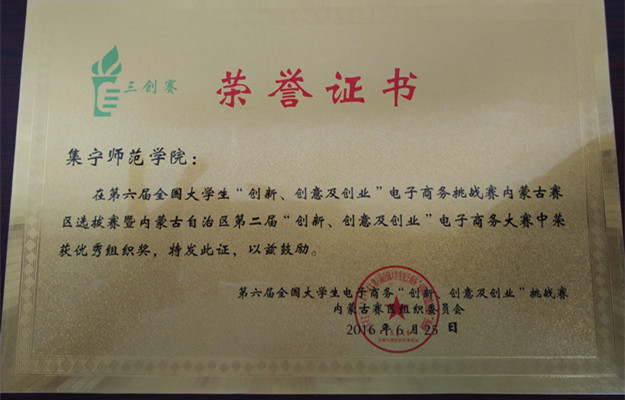 三创赛
荣誉证书
集宁师范学院：
在第六届全国大学生“创新、创意及创业”电子商务挑战赛内蒙古赛
区选拔赛暨内蒙古自治区第二届“创新、创意及创业”电子商务大赛中荣
获优秀组织奖，特发此证，以兹鼓励。
第六届全国大学生电子商务“创新、创意及创业”挑战赛
内蒙古赛区组织委员会
2016年6月25日